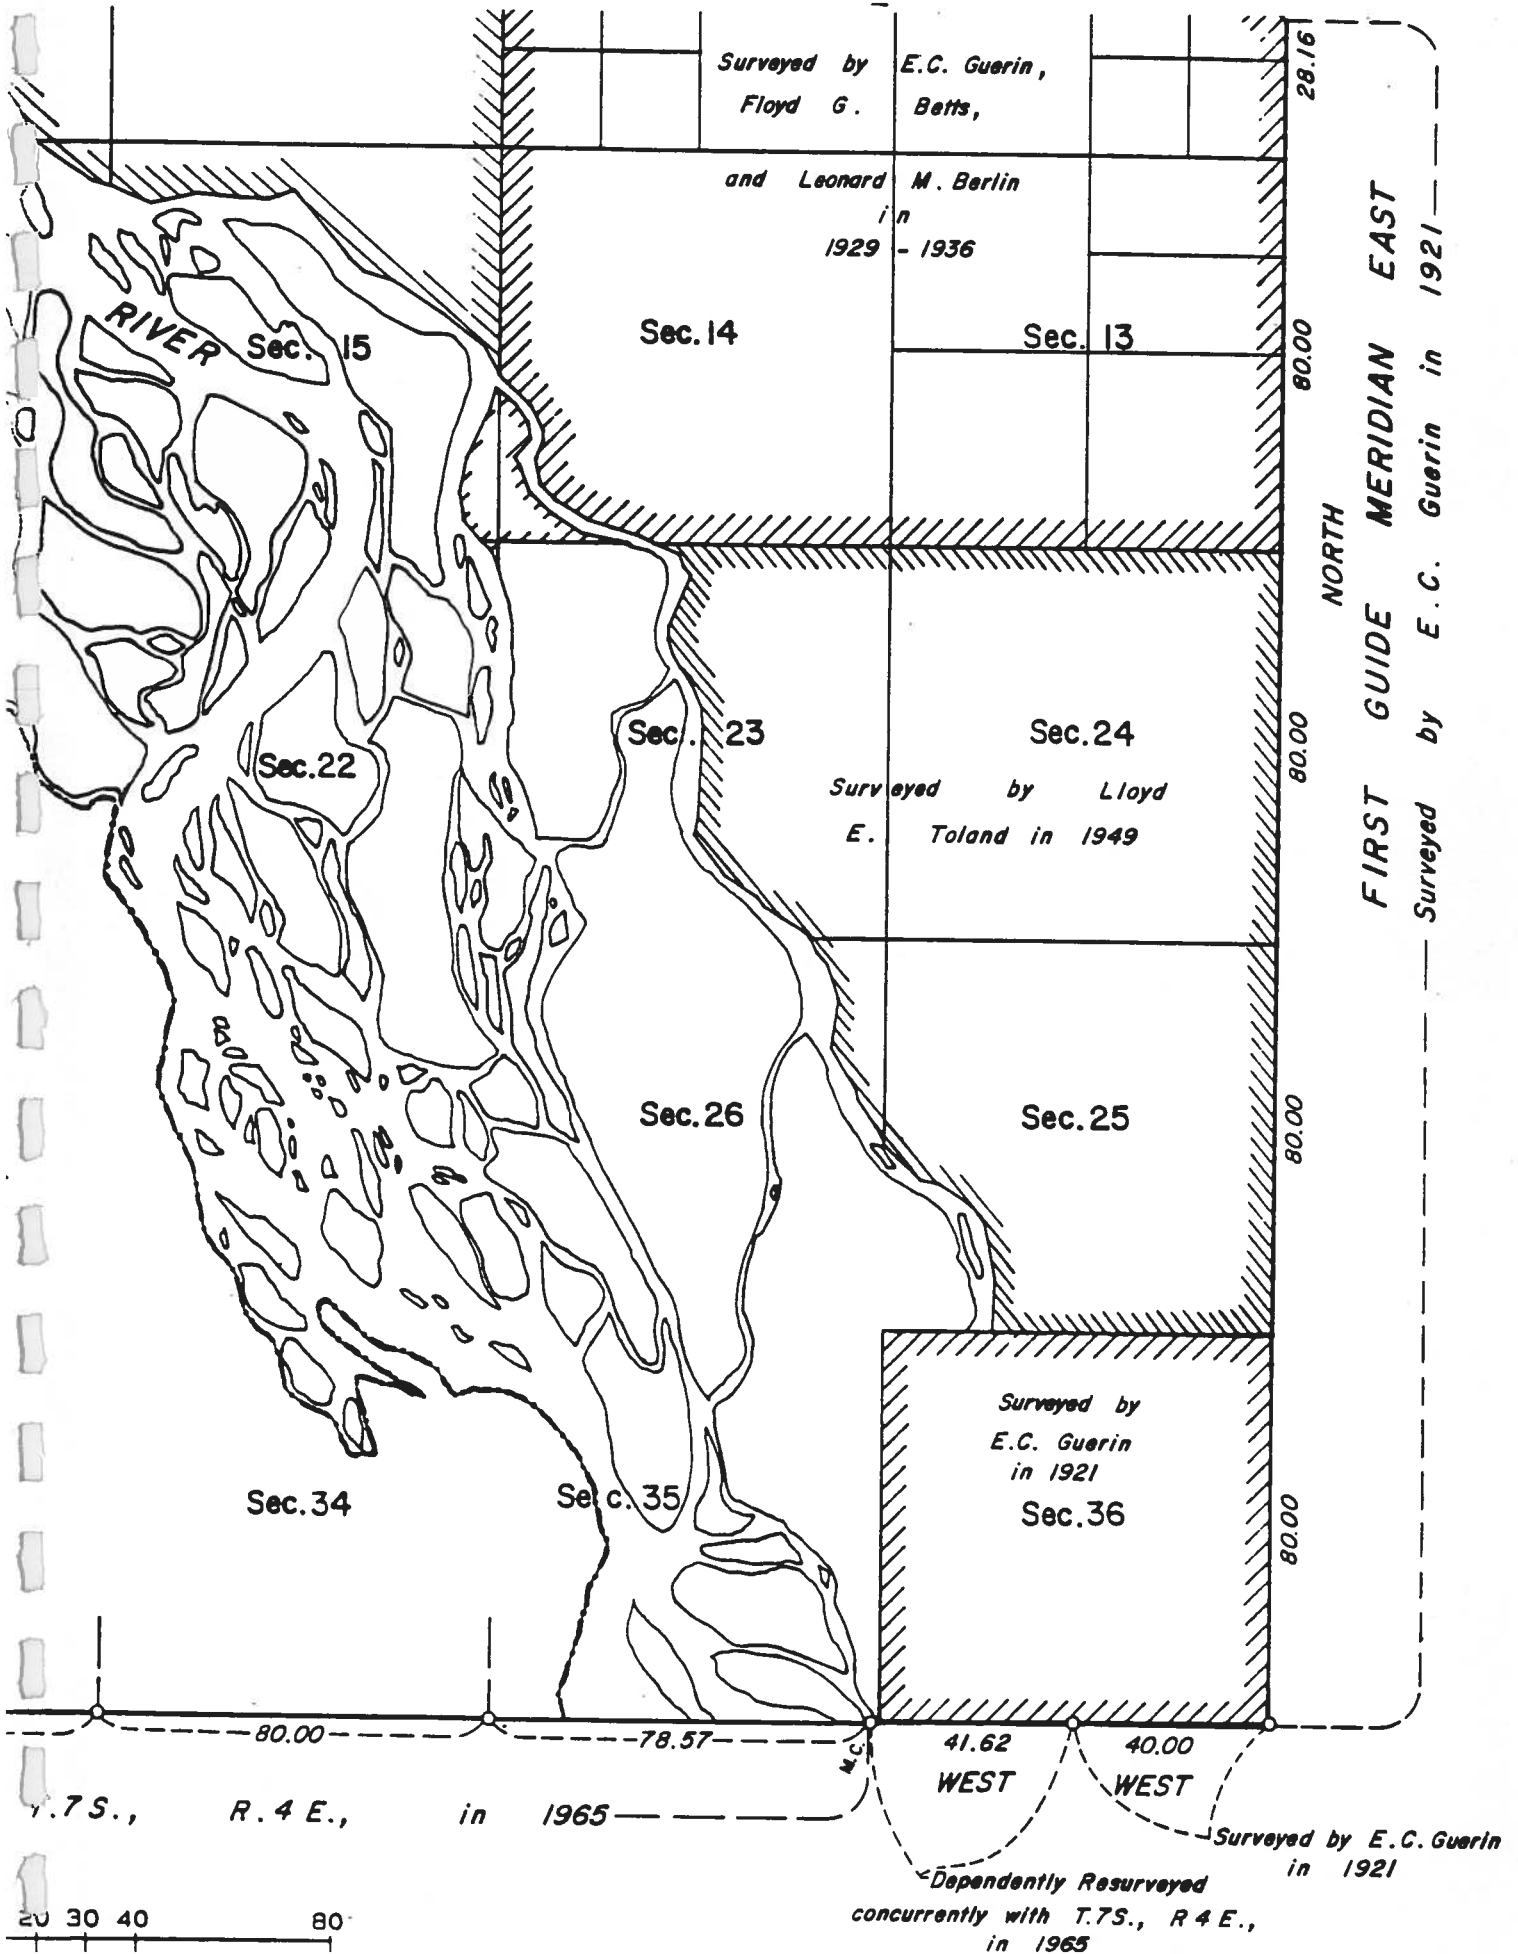 Surveyed by E.C. Guerin,
Floyd G. Betts,
and Leonard M. Berlin
in
1929 - 1936
28.16
RIVER
Sec. 15
Sec. 14
Sec. 13
80.00
NORTH
FIRST GUIDE MERIDIAN EAST
Surveyed by E.C. Guerin in 1921
Sec. 22
Sec. 23
Sec. 24
80.00
Surveyed by Lloyd
E. Toland in 1949
Sec. 26
Sec. 25
80.00
Surveyed by
E.C. Guerin
in 1921
Sec. 34
Sec. 35
Sec. 36
80.00
80.00
78.57
M.C.
41.62
40.00
WEST
WEST
T.7S., R.4E., in 1965
Surveyed by E.C. Guerin
in 1921
Dependently Resurveyed
concurrently with T.7S., R4E.,
in 1965
20 30 40 80